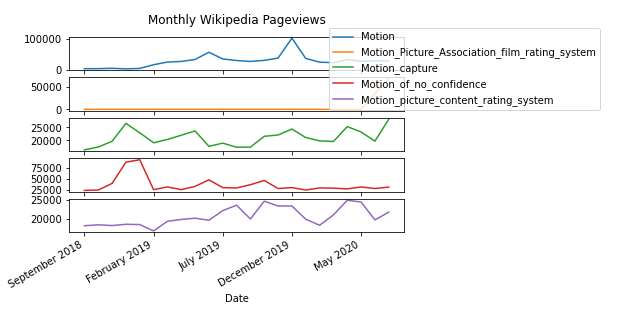 Monthly Wikipedia Pageviews
Motion
Motion_Picture_Association_film_rating_system
Motion_capture
Motion_of_no_confidence
Motion_picture_content_rating_system
100000
0
50000
0
25000
20000
75000
50000
25000
25000
20000
September 2018
February 2019
July 2019
December 2019
May 2020
Date